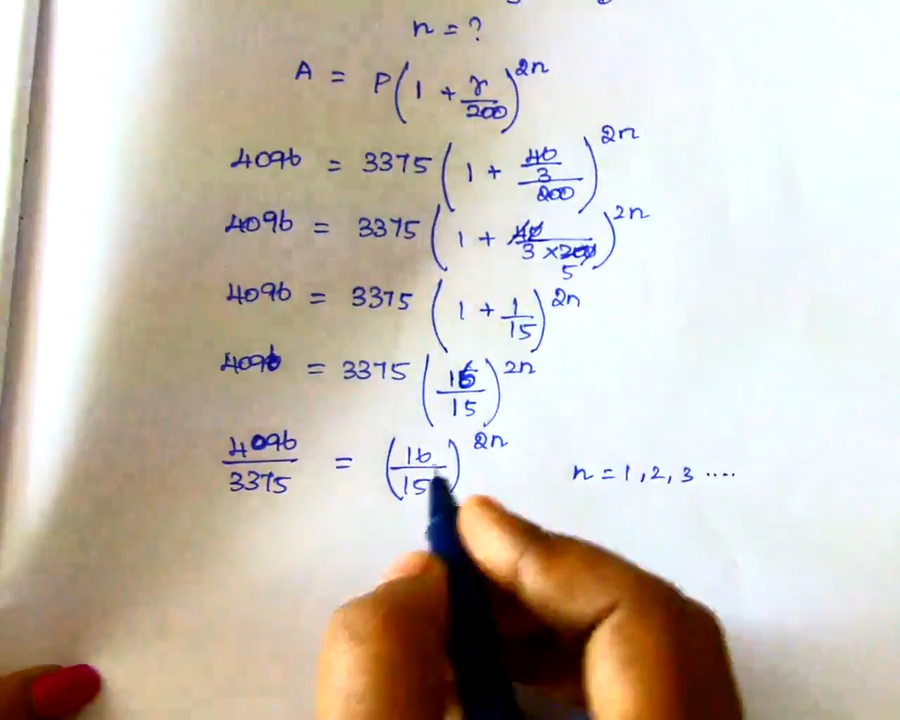 n = ?
A = P(1 + r/200)^2n
4096 = 3375(1 + 40/3/200)^2n
4096 = 3375(1 + 40/3×200 5)^2n
4096 = 3375(1 + 1/15)^2n
4096 = 3375(16/15)^2n
4096/3375 = (16/15)^2n n = 1, 2, 3 ....